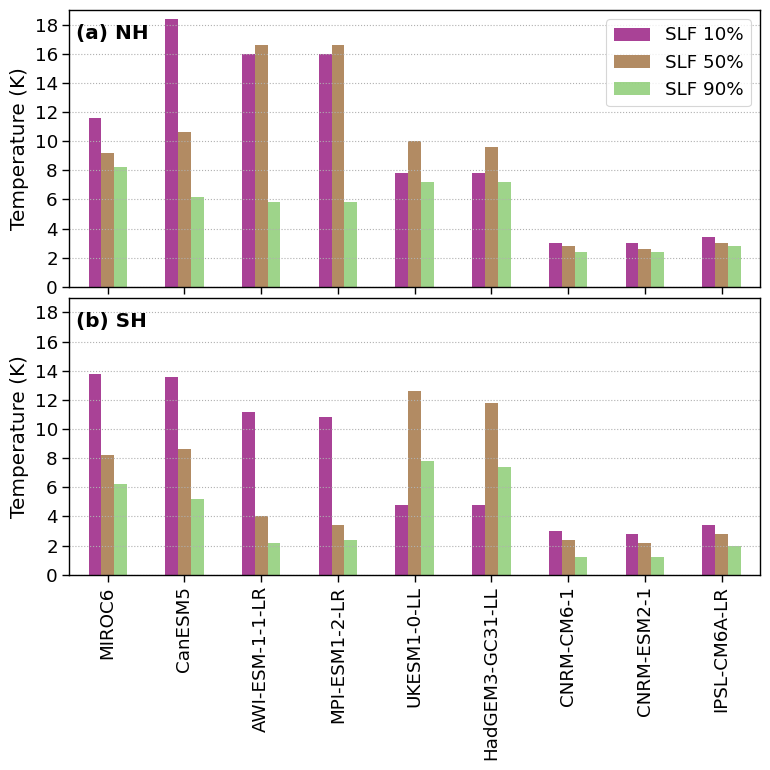 (a) NH
SLF 10%
SLF 50%
SLF 90%
Temperature (K)
18
16
14
12
10
8
6
4
2
0
(b) SH
Temperature (K)
18
16
14
12
10
8
6
4
2
0
MIROC6
CanESM5
AWI-ESM-1-1-LR
MPI-ESM1-2-LR
UKESM1-0-LL
HadGEM3-GC31-LL
CNRM-CM6-1
CNRM-ESM2-1
IPSL-CM6A-LR